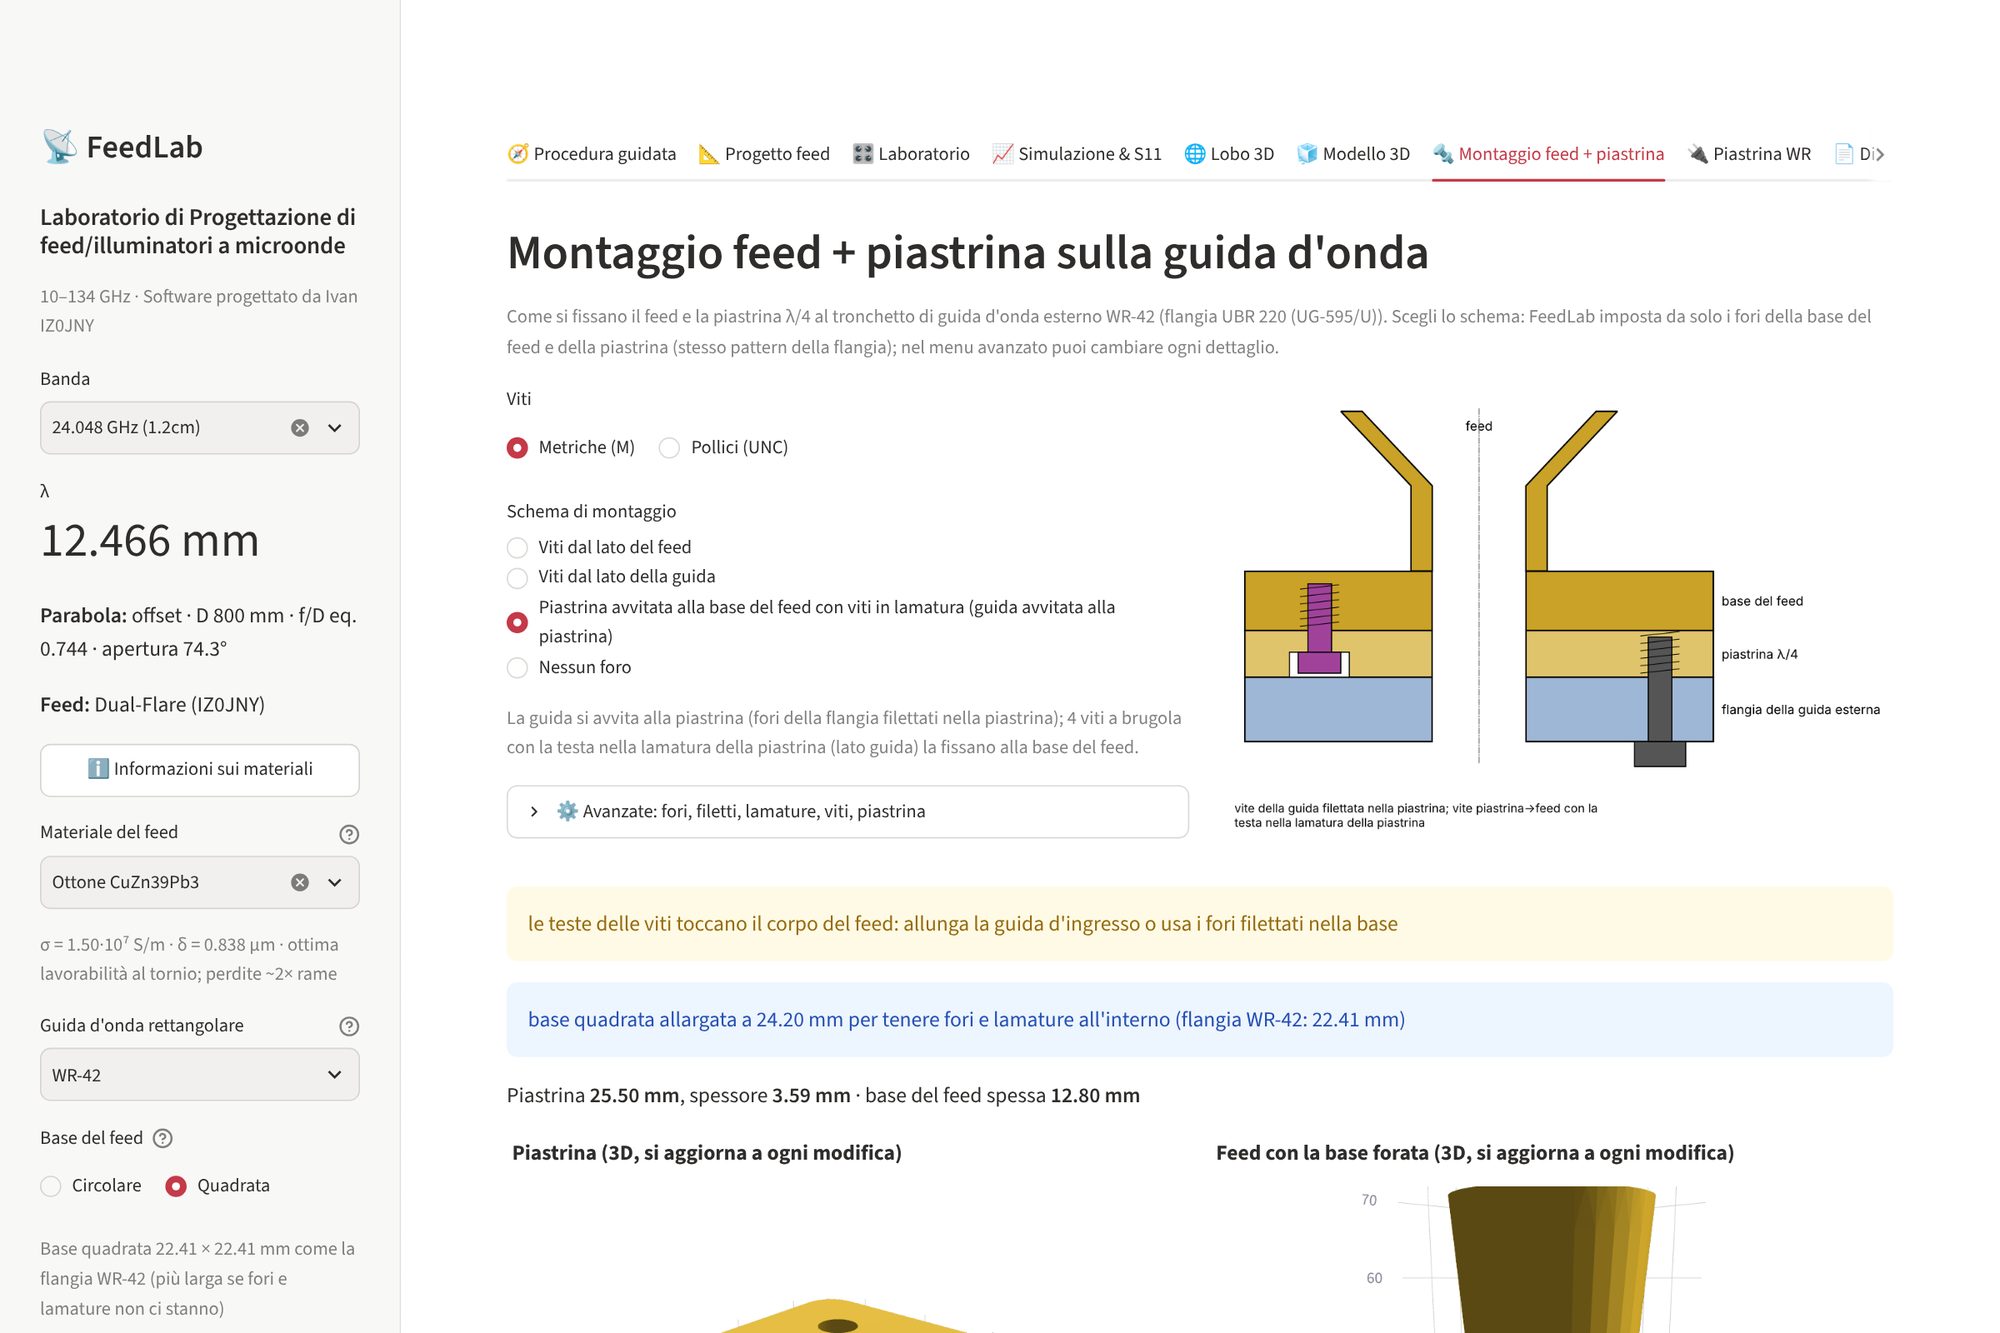 FeedLab
Laboratorio di Progettazione di
feed/illuminatori a microonde
10–134 GHz · Software progettato da Ivan
IZ0JNY
Banda
24.048 GHz (1.2cm)
λ
12.466 mm
Parabola: offset · D 800 mm · f/D eq.
0.744 · apertura 74.3°
Feed: Dual-Flare (IZ0JNY)
Informazioni sui materiali
Materiale del feed
Ottone CuZn39Pb3
σ = 1.50·10⁷ S/m · δ = 0.838 µm · ottima
lavorabilità al tornio; perdite ~2× rame
Guida d'onda rettangolare
WR-42
Base del feed
Circolare Quadrata
Base quadrata 22.41 × 22.41 mm come la
flangia WR-42 (più larga se fori e
lamature non ci stanno)
Procedura guidata Progetto feed Laboratorio Simulazione & S11 Lobo 3D Modello 3D Montaggio feed + piastrina Piastrina WR Di
Montaggio feed + piastrina sulla guida d'onda
Come si fissano il feed e la piastrina λ/4 al tronchetto di guida d'onda esterno WR-42 (flangia UBR 220 (UG-595/U)). Scegli lo schema: FeedLab imposta da solo i fori della base del
feed e della piastrina (stesso pattern della flangia); nel menu avanzato puoi cambiare ogni dettaglio.
Viti
Metriche (M) Pollici (UNC)
Schema di montaggio
Viti dal lato del feed
Viti dal lato della guida
Piastrina avvitata alla base del feed con viti in lamatura (guida avvitata alla
piastrina)
Nessun foro
La guida si avvita alla piastrina (fori della flangia filettati nella piastrina); 4 viti a brugola
con la testa nella lamatura della piastrina (lato guida) la fissano alla base del feed.
Avanzate: fori, filetti, lamature, viti, piastrina
feed
base del feed
piastrina λ/4
flangia della guida esterna
vite della guida filettata nella piastrina; vite piastrina→feed con la
testa nella lamatura della piastrina
le teste delle viti toccano il corpo del feed: allunga la guida d'ingresso o usa i fori filettati nella base
base quadrata allargata a 24.20 mm per tenere fori e lamature all'interno (flangia WR-42: 22.41 mm)
Piastrina 25.50 mm, spessore 3.59 mm · base del feed spessa 12.80 mm
Piastrina (3D, si aggiorna a ogni modifica)
Feed con la base forata (3D, si aggiorna a ogni modifica)
70
60